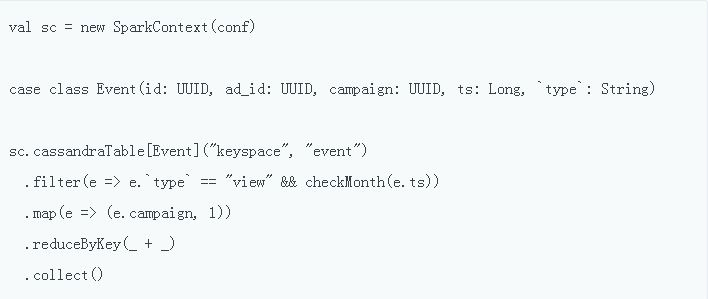 val sc = new SparkContext(conf)
case class Event(id: UUID, ad_id: UUID, campaign: UUID, ts: Long, `type`: String)
sc.cassandraTable[Event]("keyspace", "event")
  .filter(e => e.`type` == "view" && checkMonth(e.ts))
  .map(e => (e.campaign, 1))
  .reduceByKey(_ + _)
  .collect()